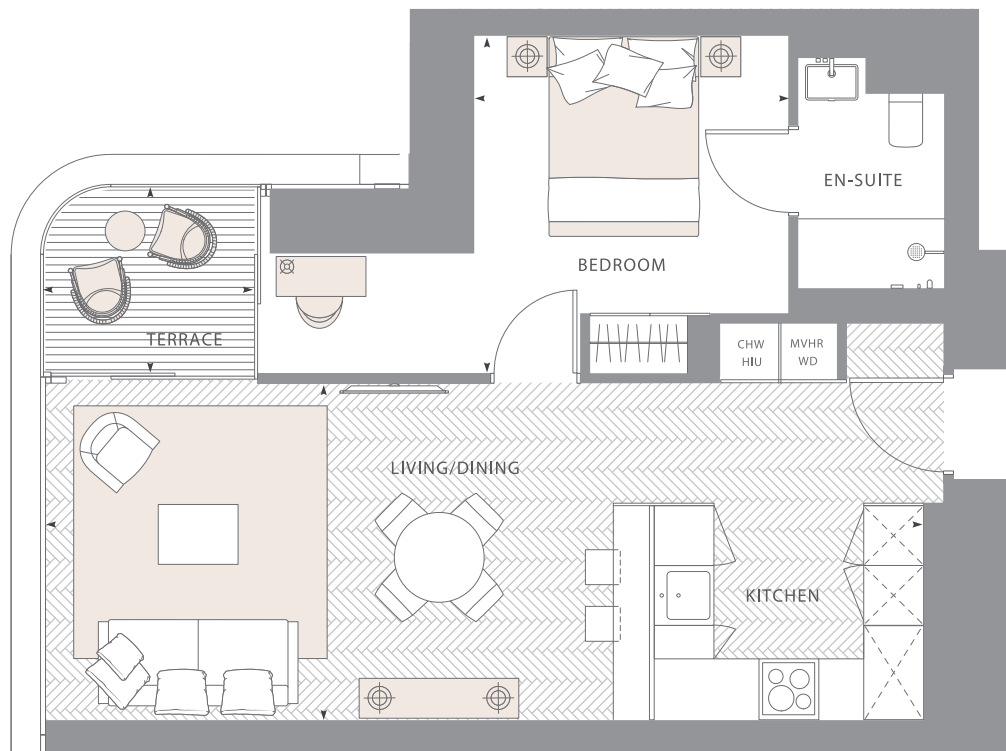 EN-SUITE
BEDROOM
TERRACE
CHW
HIU
MVHR
WD
LIVING/DINING
KITCHEN